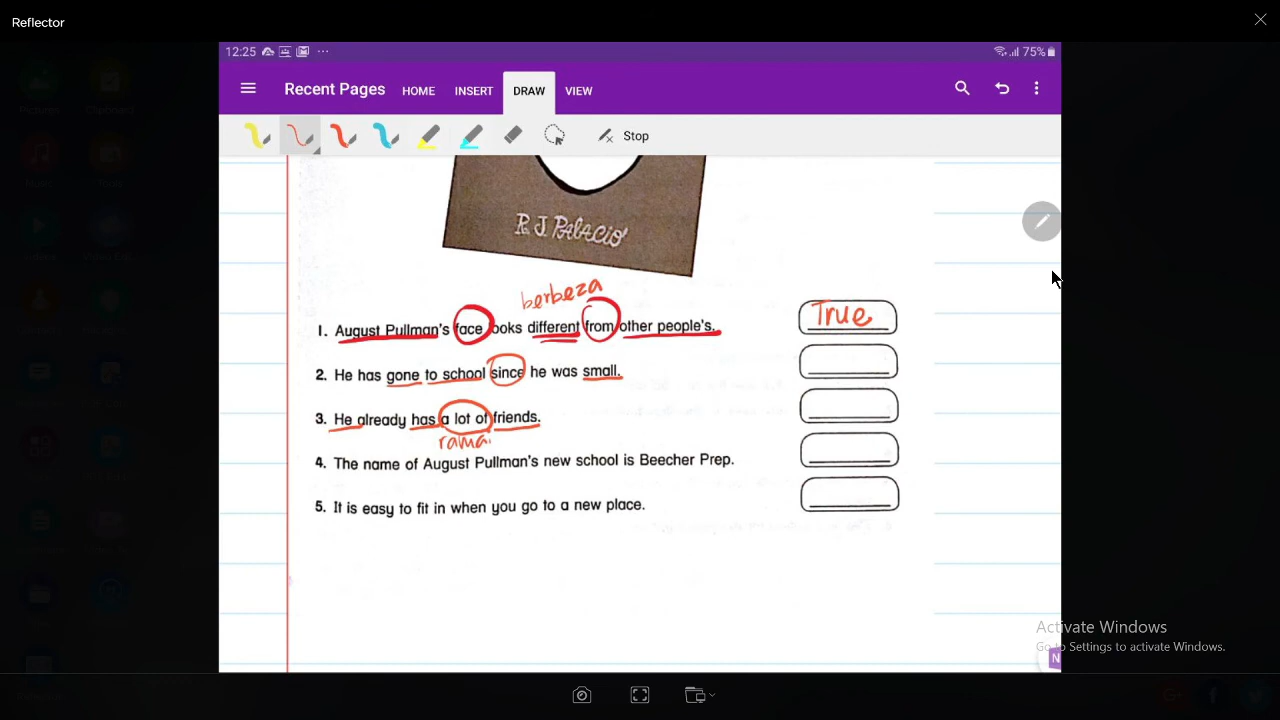 Reflector
12:25 ... 75%
Recent Pages HOME INSERT DRAW VIEW
Stop
R. J. Palacio
berbeza
1. August Pullman's face looks different from other people's. True
2. He has gone to school since he was small.
3. He already has a lot of friends.
ramai
4. The name of August Pullman's new school is Beecher Prep.
5. It is easy to fit in when you go to a new place.
Activate Windows
Go to Settings to activate Windows.